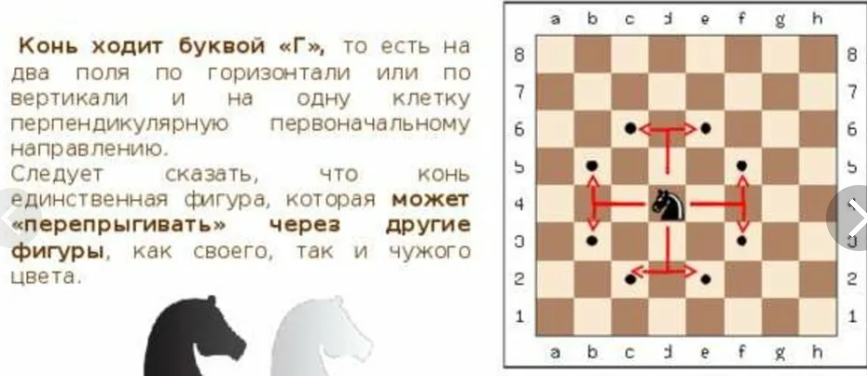 Конь ходит буквой «Г», то есть на
два поля по горизонтали или по
вертикали и на одну клетку
перпендикулярную первоначальному
направлению.
Следует сказать, что конь
единственная фигура, которая может
«перепрыгивать» через другие
фигуры, как своего, так и чужого
цвета.
a b c d e f g h
8 8
7 7
6 6
5 5
4
3 3
2 2
1 1
a b c d e f g h